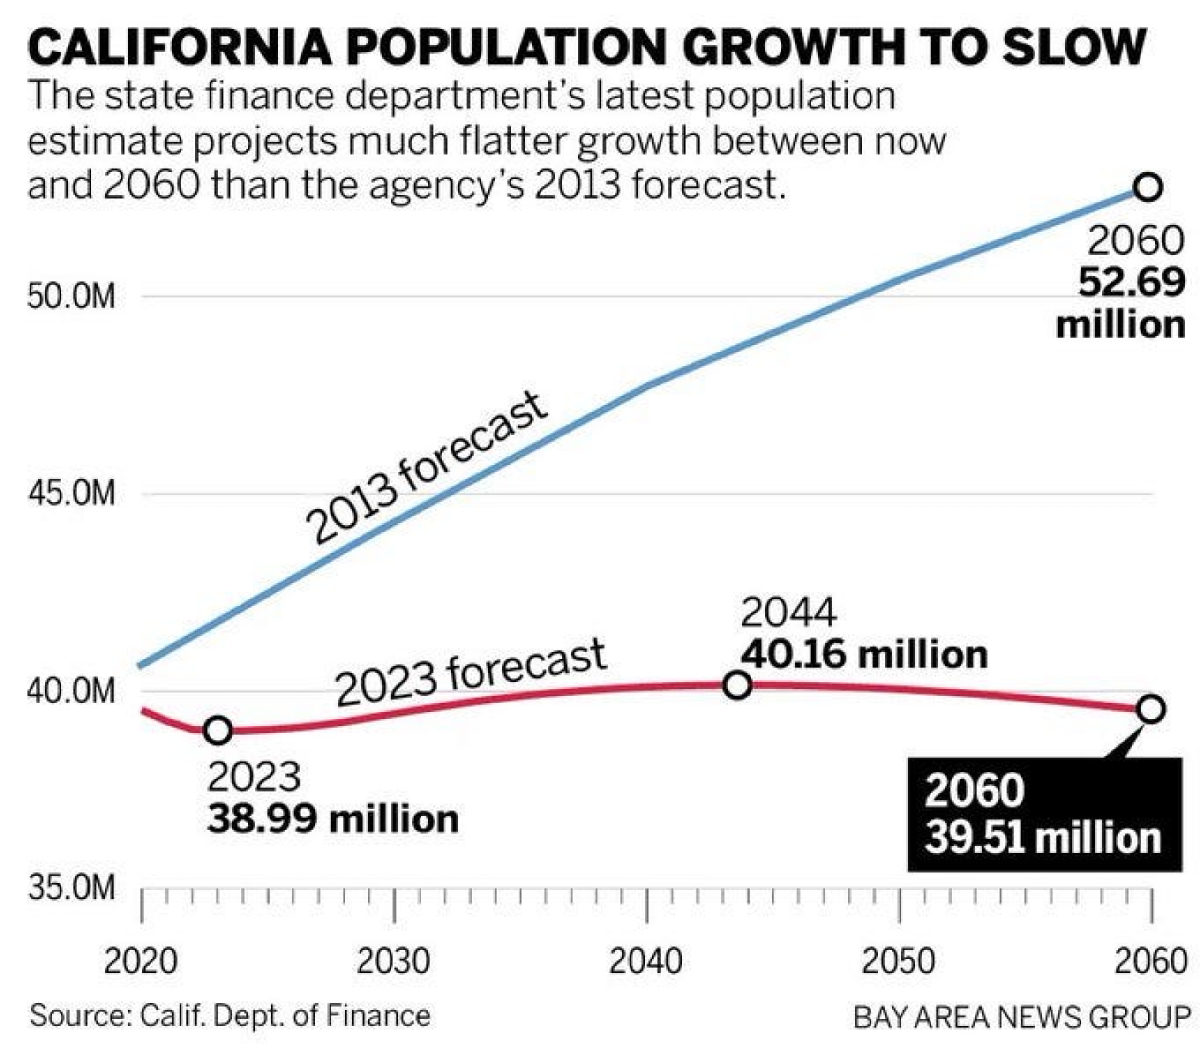 CALIFORNIA POPULATION GROWTH TO SLOW
The state finance department's latest population
estimate projects much flatter growth between now
and 2060 than the agency's 2013 forecast.
2060
52.69
million
50.0M
2013 forecast
45.0M
2044
40.16 million
2023 forecast
40.0M
2023
38.99 million
2060
39.51 million
35.0M
2020 2030 2040 2050 2060
Source: Calif. Dept. of Finance
BAY AREA NEWS GROUP